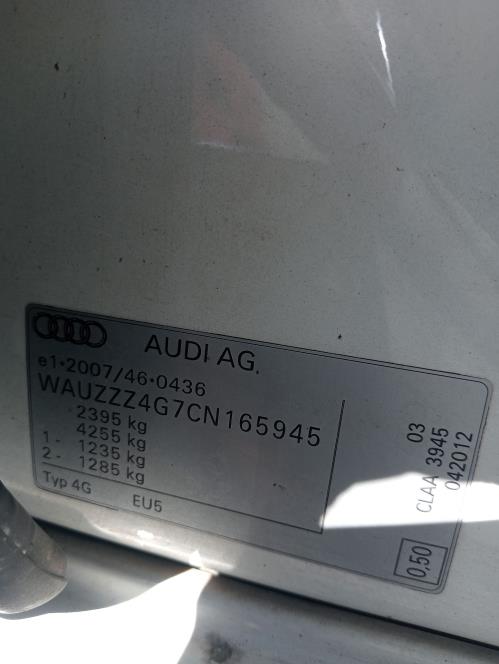 AUDI AG.
e1*2007/46*0436
WAUZZZ4G7CN165945
2395 kg
4255 kg
1- 1235 kg
2- 1285 kg
Typ 4G EU5
03
CLAA 3945
042012
0,50